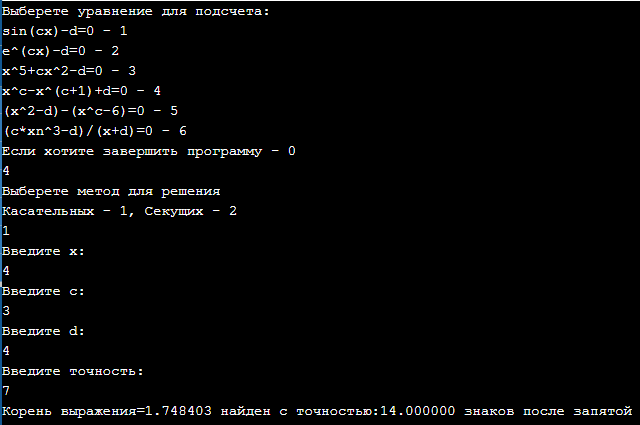 Выберете уравнение для подсчета:
sin(cx)-d=0 - 1
e^(cx)-d=0 - 2
x^5+cx^2-d=0 - 3
x^c-x^(c+1)+d=0 - 4
(x^2-d)-(x^c-6)=0 - 5
(c*xn^3-d)/(x+d)=0 - 6
Если хотите завершить программу - 0
4
Выберете метод для решения
Касательных - 1, Секущих - 2
1
Введите x:
4
Введите c:
3
Введите d:
4
Введите точность:
7
Корень выражения=1.748403 найден с точностью:14.000000 знаков после запятой